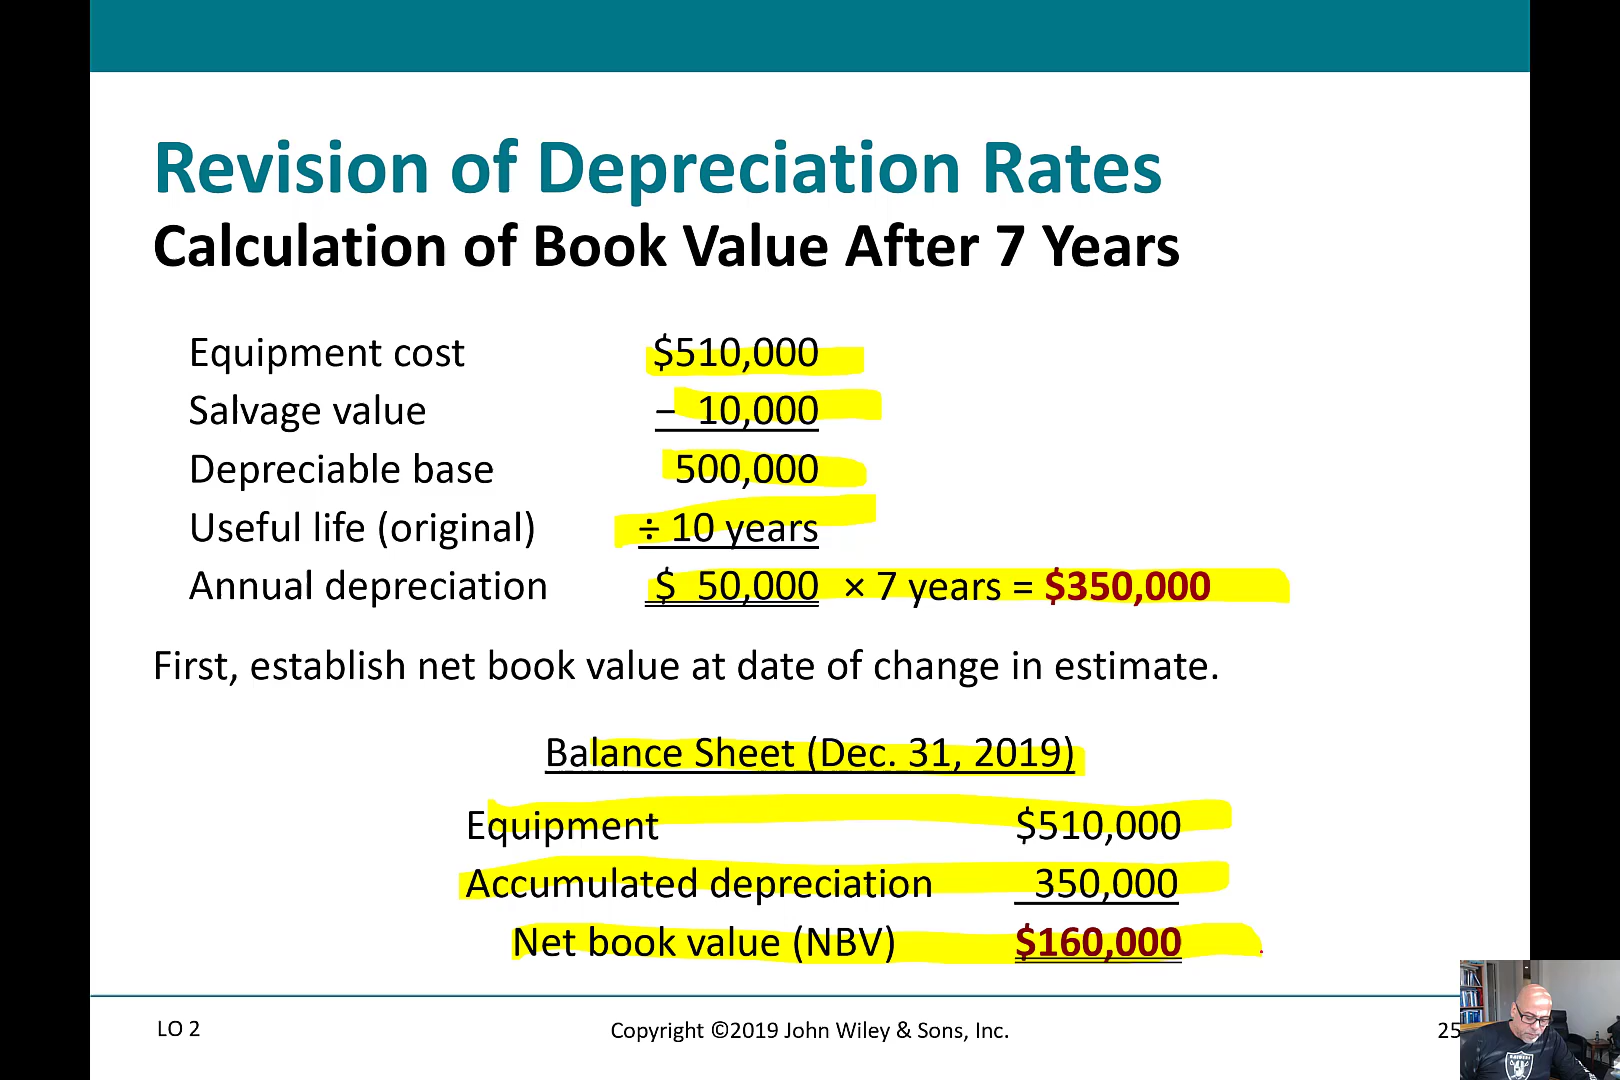 Revision of Depreciation Rates
Calculation of Book Value After 7 Years
Equipment cost $510,000
Salvage value – 10,000
Depreciable base 500,000
Useful life (original) ÷ 10 years
Annual depreciation $ 50,000 × 7 years = $350,000
First, establish net book value at date of change in estimate.
Balance Sheet (Dec. 31, 2019)
Equipment $510,000
Accumulated depreciation 350,000
Net book value (NBV) $160,000
LO 2 Copyright ©2019 John Wiley & Sons, Inc. 25
RAIDERS